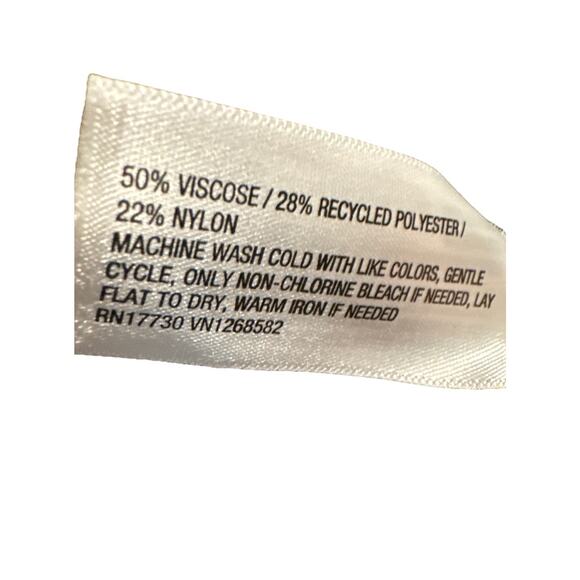 50% VISCOSE / 28% RECYCLED POLYESTER /
22% NYLON
MACHINE WASH COLD WITH LIKE COLORS, GENTLE
CYCLE, ONLY NON-CHLORINE BLEACH IF NEEDED, LAY
FLAT TO DRY, WARM IRON IF NEEDED
RN17730 VN1268582